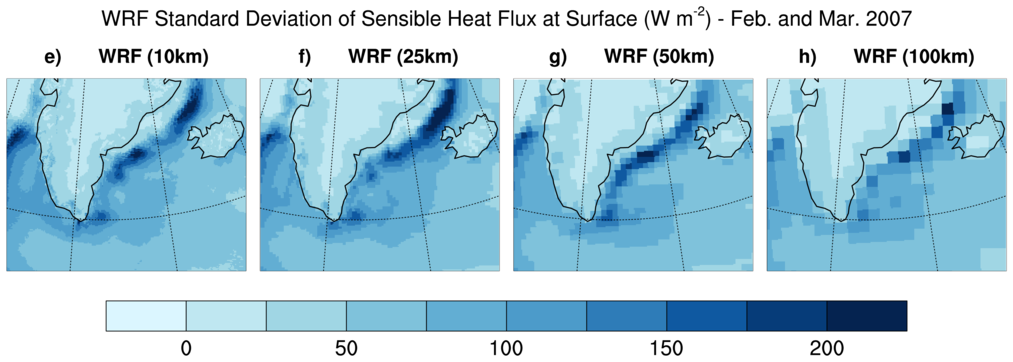 WRF Standard Deviation of Sensible Heat Flux at Surface (W m⁻²) - Feb. and Mar. 2007
e) WRF (10km) f) WRF (25km) g) WRF (50km) h) WRF (100km)
0 50 100 150 200